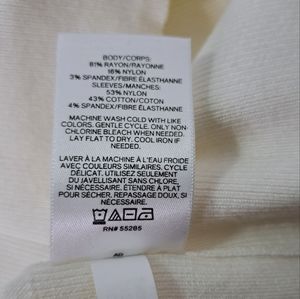 BODY/CORPS:
81% RAYON/RAYONNE
16% NYLON
3% SPANDEX/FIBRE ÉLASTHANNE
SLEEVES/MANCHES:
53% NYLON
43% COTTON/COTON
4% SPANDEX/FIBRE ÉLASTHANNE
MACHINE WASH COLD WITH LIKE
COLORS. GENTLE CYCLE. ONLY NON-
CHLORINE BLEACH WHEN NEEDED.
LAY FLAT TO DRY. COOL IRON IF
NEEDED.
LAVER À LA MACHINE À L'EAU FROIDE
AVEC COULEURS SIMILAIRES. CYCLE
DÉLICAT. UTILISEZ SEULEMENT
DU JAVELLISANT SANS CHLORE,
SI NÉCESSAIRE. ÉTENDRE À PLAT
POUR SÉCHER. REPASSAGE DOUX, SI
NÉCESSAIRE.
RN# 55285